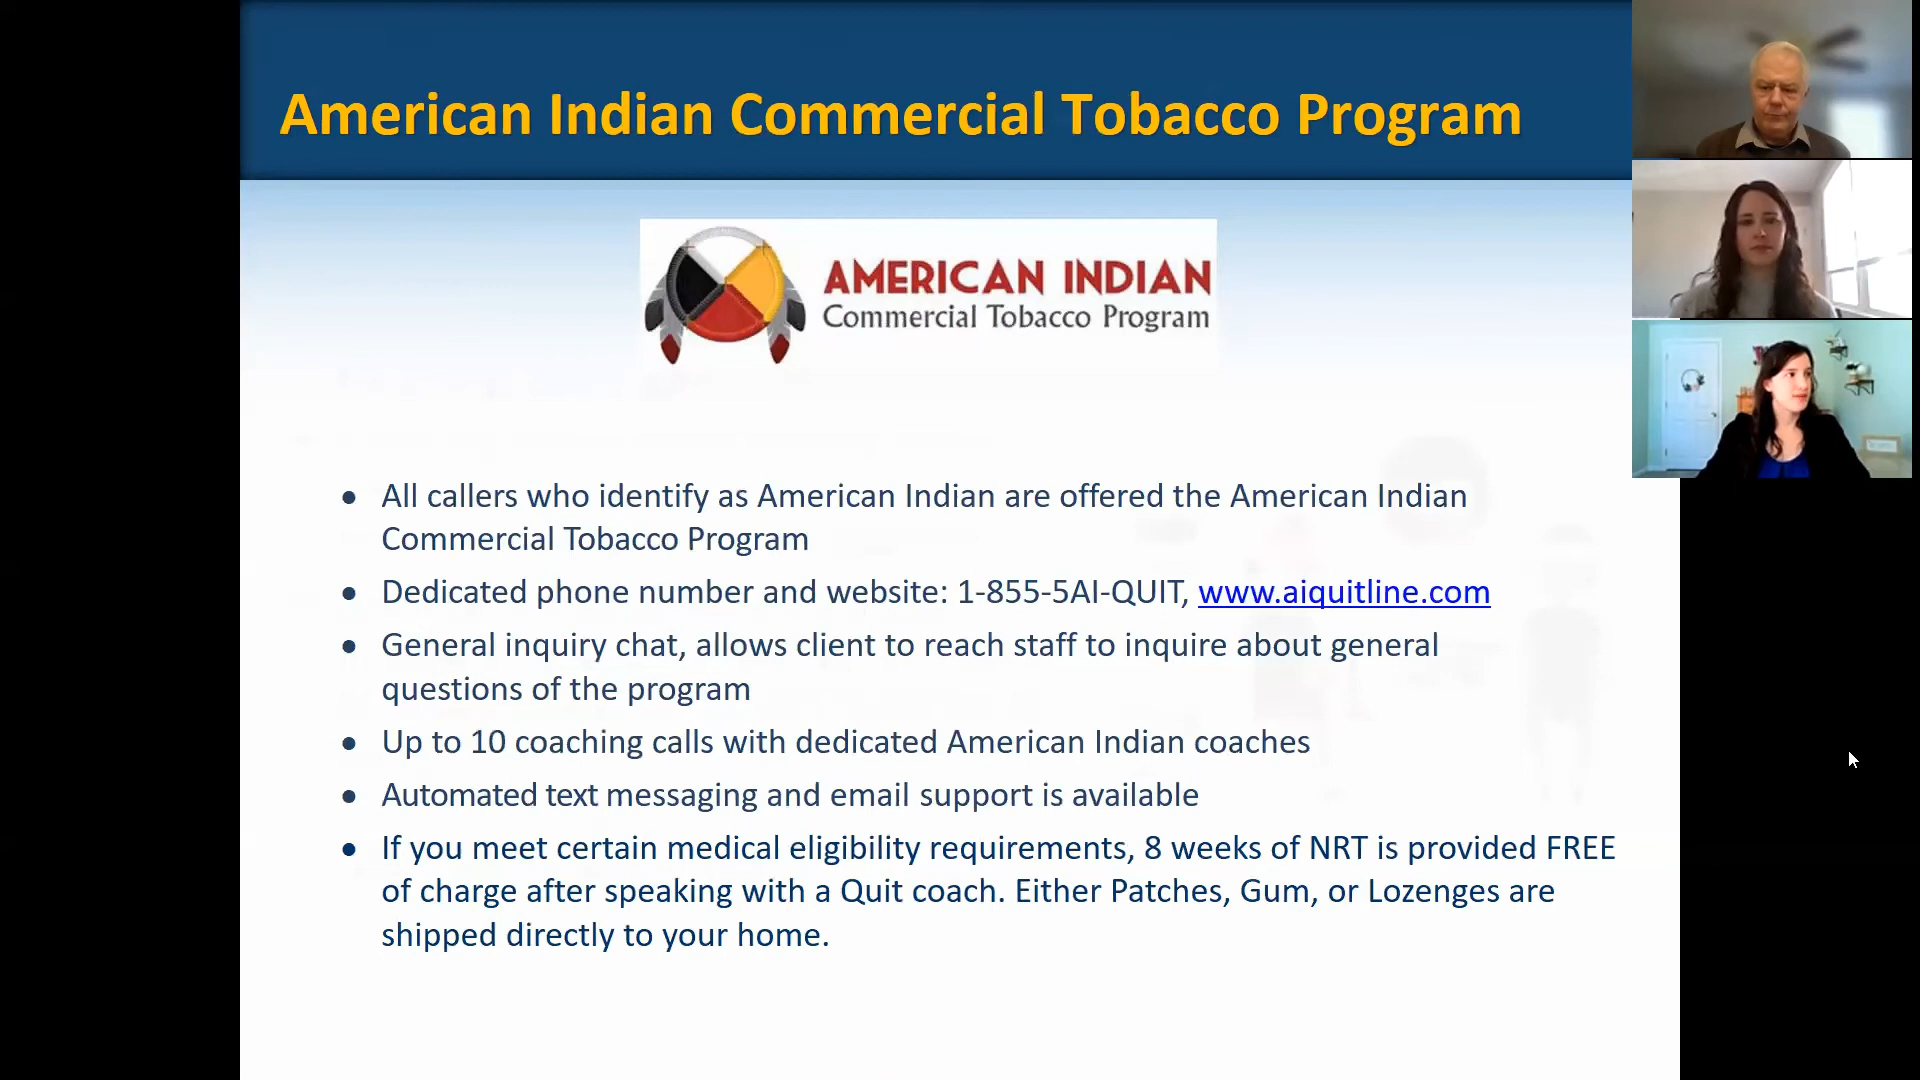 American Indian Commercial Tobacco Program
AMERICAN INDIAN
Commercial Tobacco Program
• All callers who identify as American Indian are offered the American Indian
Commercial Tobacco Program
• Dedicated phone number and website: 1-855-5AI-QUIT, www.aiquitline.com
• General inquiry chat, allows client to reach staff to inquire about general
questions of the program
• Up to 10 coaching calls with dedicated American Indian coaches
• Automated text messaging and email support is available
• If you meet certain medical eligibility requirements, 8 weeks of NRT is provided FREE
of charge after speaking with a Quit coach. Either Patches, Gum, or Lozenges are
shipped directly to your home.